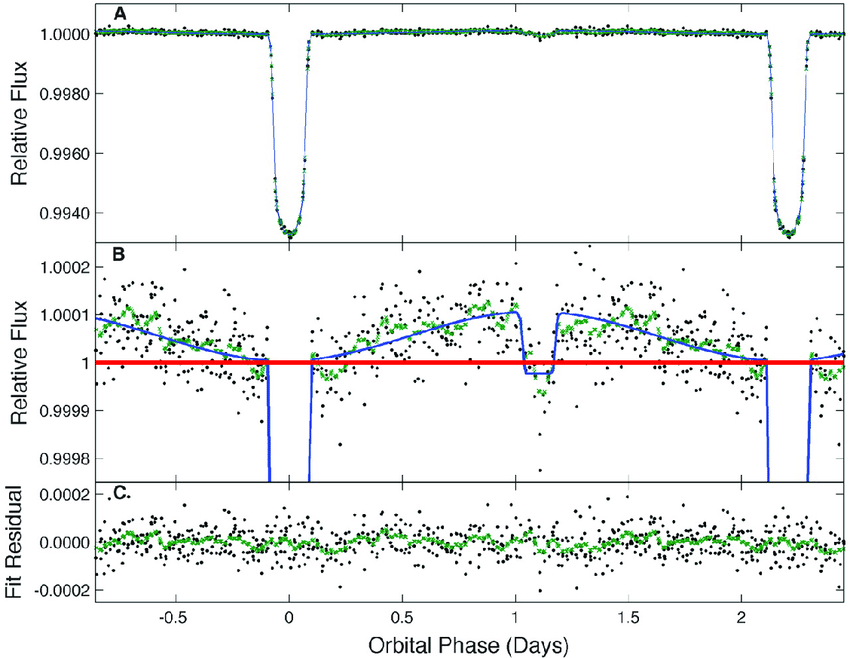 A
1.0000
0.9980
0.9960
0.9940
Relative Flux
B
1.0002
1.0001
1
0.9999
0.9998
Relative Flux
C
0.0002
0.0000
-0.0002
Fit Residual
-0.5 0 0.5 1 1.5 2
Orbital Phase (Days)